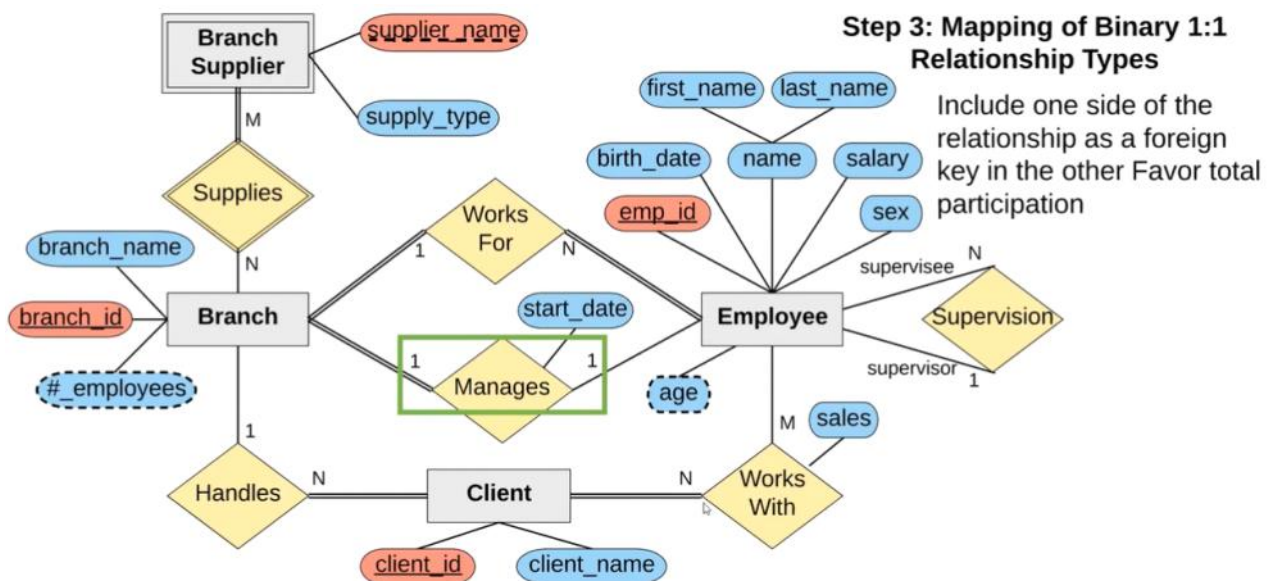 Step 3: Mapping of Binary 1:1
Relationship Types
Include one side of the
relationship as a foreign
key in the other Favor total
participation
Branch
Supplier
supplier_name
supply_type
M
Supplies
N
branch_name
branch_id
#_employees
Branch
1
Works
For
N
start_date
1
Manages
1
first_name
last_name
birth_date
name
salary
emp_id
sex
Employee
age
supervisee
N
Supervision
supervisor
1
M
sales
Works
With
N
1
Handles
N
Client
client_id
client_name